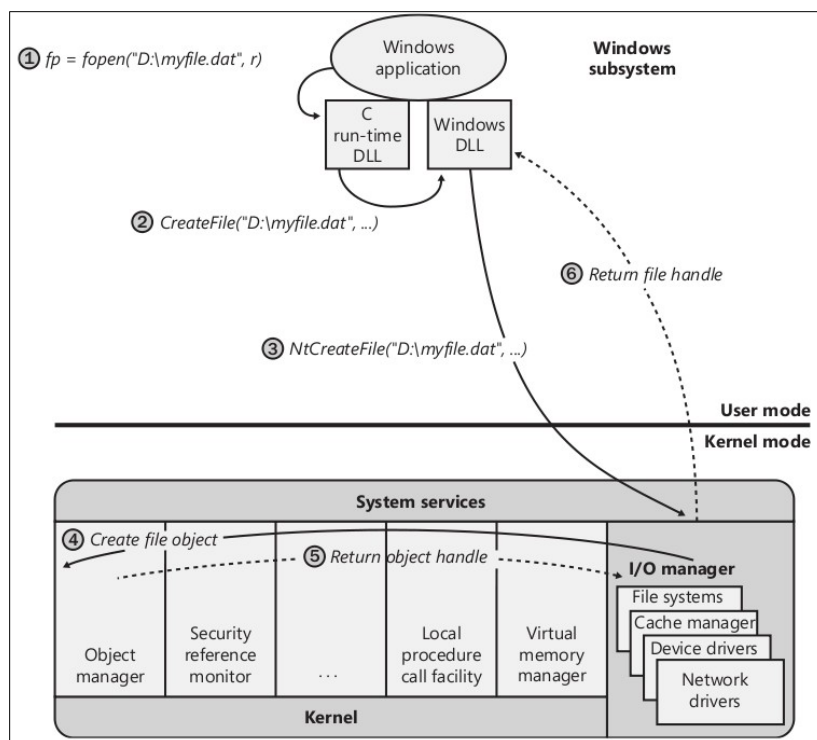 Windows
application
Windows
subsystem
① fp = fopen("D:\myfile.dat", r)
C
run-time
DLL
Windows
DLL
② CreateFile("D:\myfile.dat", ...)
⑥ Return file handle
③ NtCreateFile("D:\myfile.dat", ...)
User mode
Kernel mode
System services
④ Create file object
⑤ Return object handle
I/O manager
File systems
Cache manager
Device drivers
Network
drivers
Object
manager
Security
reference
monitor
...
Local
procedure
call facility
Virtual
memory
manager
Kernel